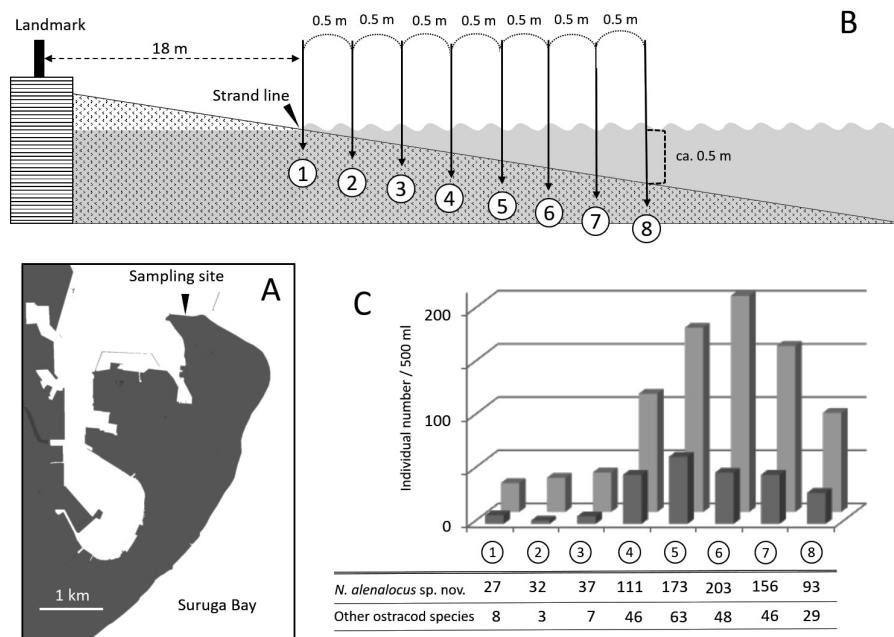 0.5 m 0.5 m 0.5 m 0.5 m 0.5 m 0.5 m 0.5 m
Landmark
B
18 m
Strand line
ca. 0.5 m
1 2 3 4 5 6 7 8
Sampling site
A
1 km
Suruga Bay
C
Individual number / 500 ml
200
100
0
1 2 3 4 5 6 7 8
N. alenalocus sp. nov. 27 32 37 111 173 203 156 93
Other ostracod species 8 3 7 46 63 48 46 29